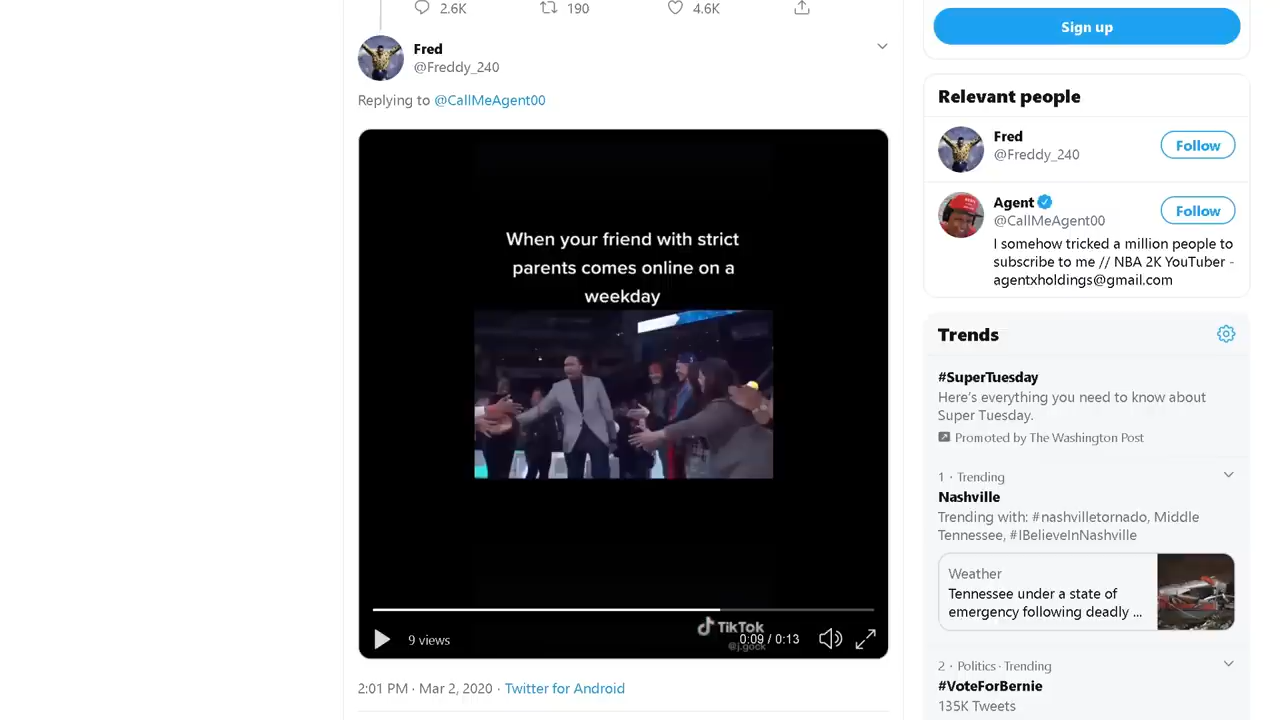 2.6K 190 4.6K
Fred
@Freddy_240
Replying to @CallMeAgent00
When your friend with strict
parents comes online on a
weekday
TikTok
@j.gock
9 views
0:09 / 0:13
2:01 PM · Mar 2, 2020 · Twitter for Android
Sign up
Relevant people
Fred
@Freddy_240
Follow
Agent
@CallMeAgent00
Follow
I somehow tricked a million people to
subscribe to me // NBA 2K YouTuber -
agentxholdings@gmail.com
Trends
#SuperTuesday
Here's everything you need to know about
Super Tuesday.
Promoted by The Washington Post
1 · Trending
Nashville
Trending with: #nashvilletornado, Middle
Tennessee, #IBelieveInNashville
Weather
Tennessee under a state of
emergency following deadly ...
2 · Politics · Trending
#VoteForBernie
135K Tweets